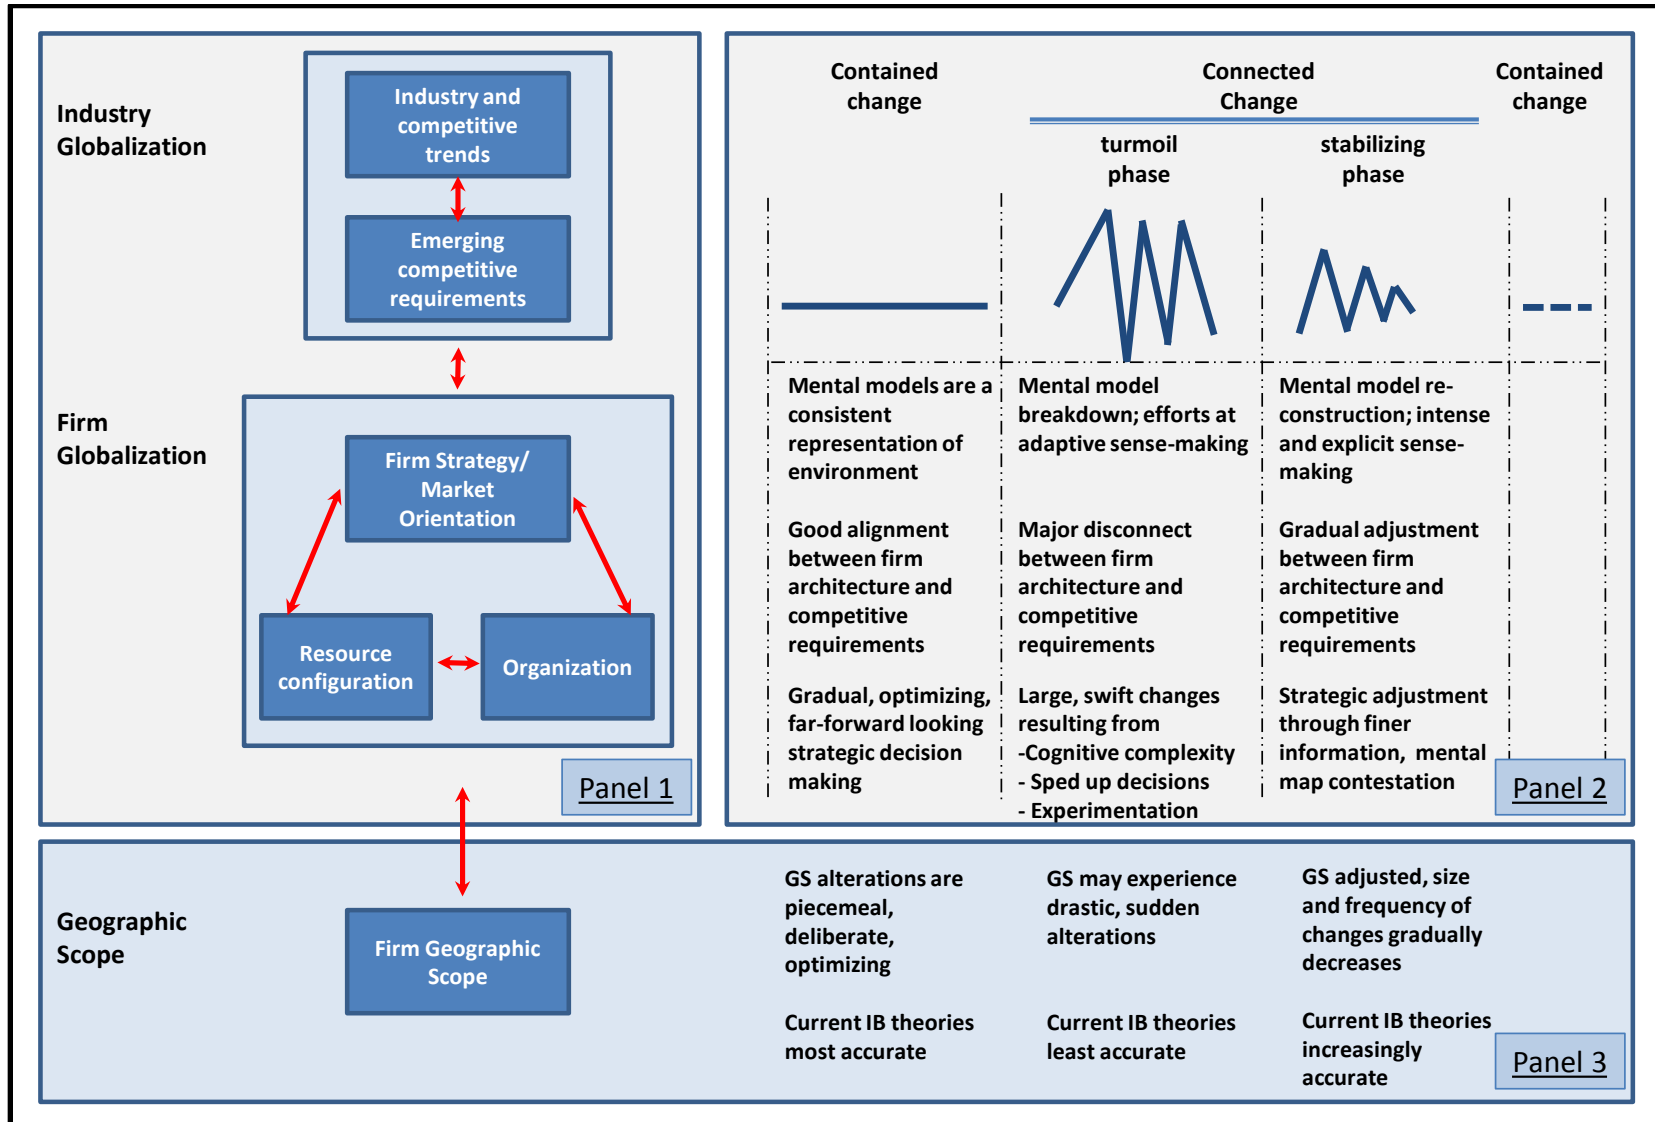 Industry
Globalization
Industry and
competitive
trends
Emerging
competitive
requirements
Firm
Globalization
Firm Strategy/
Market
Orientation
Resource
configuration
Organization
Panel 1
Contained
change
Connected
Change
Contained
change
turmoil
phase
stabilizing
phase
Mental models are a
consistent
representation of
environment
Mental model
breakdown; efforts at
adaptive sense-making
Mental model re-
construction; intense
and explicit sense-
making
Good alignment
between firm
architecture and
competitive
requirements
Major disconnect
between firm
architecture and
competitive
requirements
Gradual adjustment
between firm
architecture and
competitive
requirements
Gradual, optimizing,
far-forward looking
strategic decision
making
Large, swift changes
resulting from
-Cognitive complexity
- Sped up decisions
- Experimentation
Strategic adjustment
through finer
information, mental
map contestation
Panel 2
Geographic
Scope
Firm Geographic
Scope
GS alterations are
piecemeal,
deliberate,
optimizing
GS may experience
drastic, sudden
alterations
GS adjusted, size
and frequency of
changes gradually
decreases
Current IB theories
most accurate
Current IB theories
least accurate
Current IB theories
increasingly
accurate
Panel 3